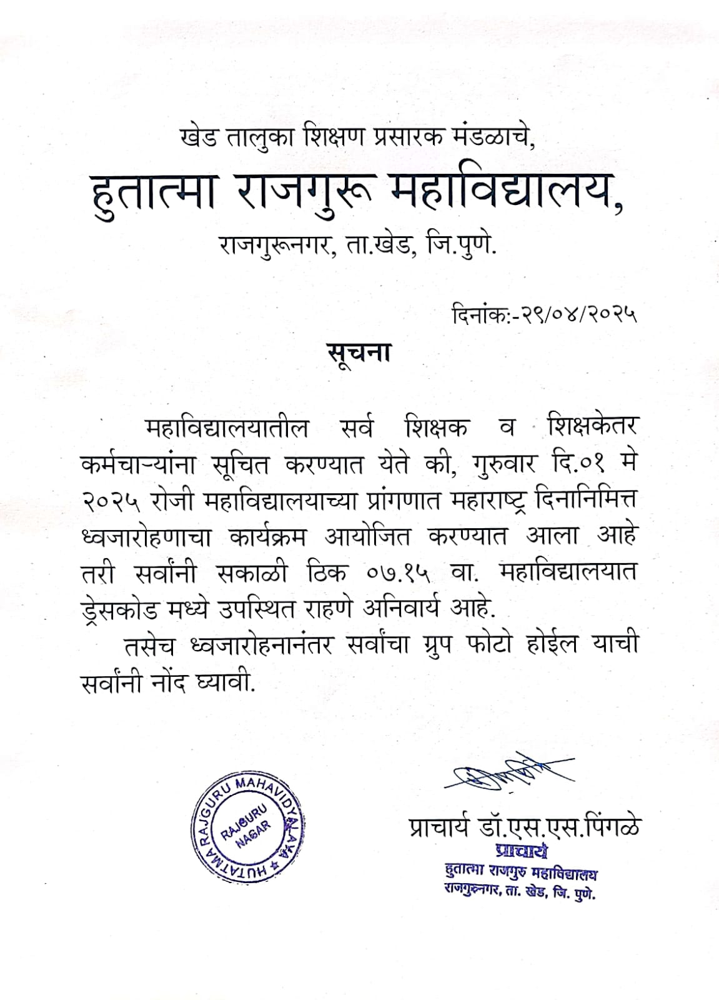 खेड तालुका शिक्षण प्रसारक मंडळाचे,
हुतात्मा राजगुरू महाविद्यालय,
राजगुरूनगर, ता.खेड, जि.पुणे.
दिनांक:-२९/०४/२०२५
सूचना
महाविद्यालयातील सर्व शिक्षक व शिक्षकेतर
कर्मचाऱ्यांना सूचित करण्यात येते की, गुरुवार दि.०१ मे
२०२५ रोजी महाविद्यालयाच्या प्रांगणात महाराष्ट्र दिनानिमित्त
ध्वजारोहणाचा कार्यक्रम आयोजित करण्यात आला आहे
तरी सर्वांनी सकाळी ठिक ०७.१५ वा. महाविद्यालयात
ड्रेसकोड मध्ये उपस्थित राहणे अनिवार्य आहे.
तसेच ध्वजारोहनानंतर सर्वांचा ग्रुप फोटो होईल याची
सर्वांनी नोंद घ्यावी.
HUTATMA RAJGURU MAHAVIDYALAYA
RAJGURU
NAGAR
प्राचार्य डॉ.एस.एस.पिंगळे
प्राचार्य
हुतात्मा राजगुरु महाविद्यालय
राजगुरुनगर, ता. खेड, जि. पुणे.